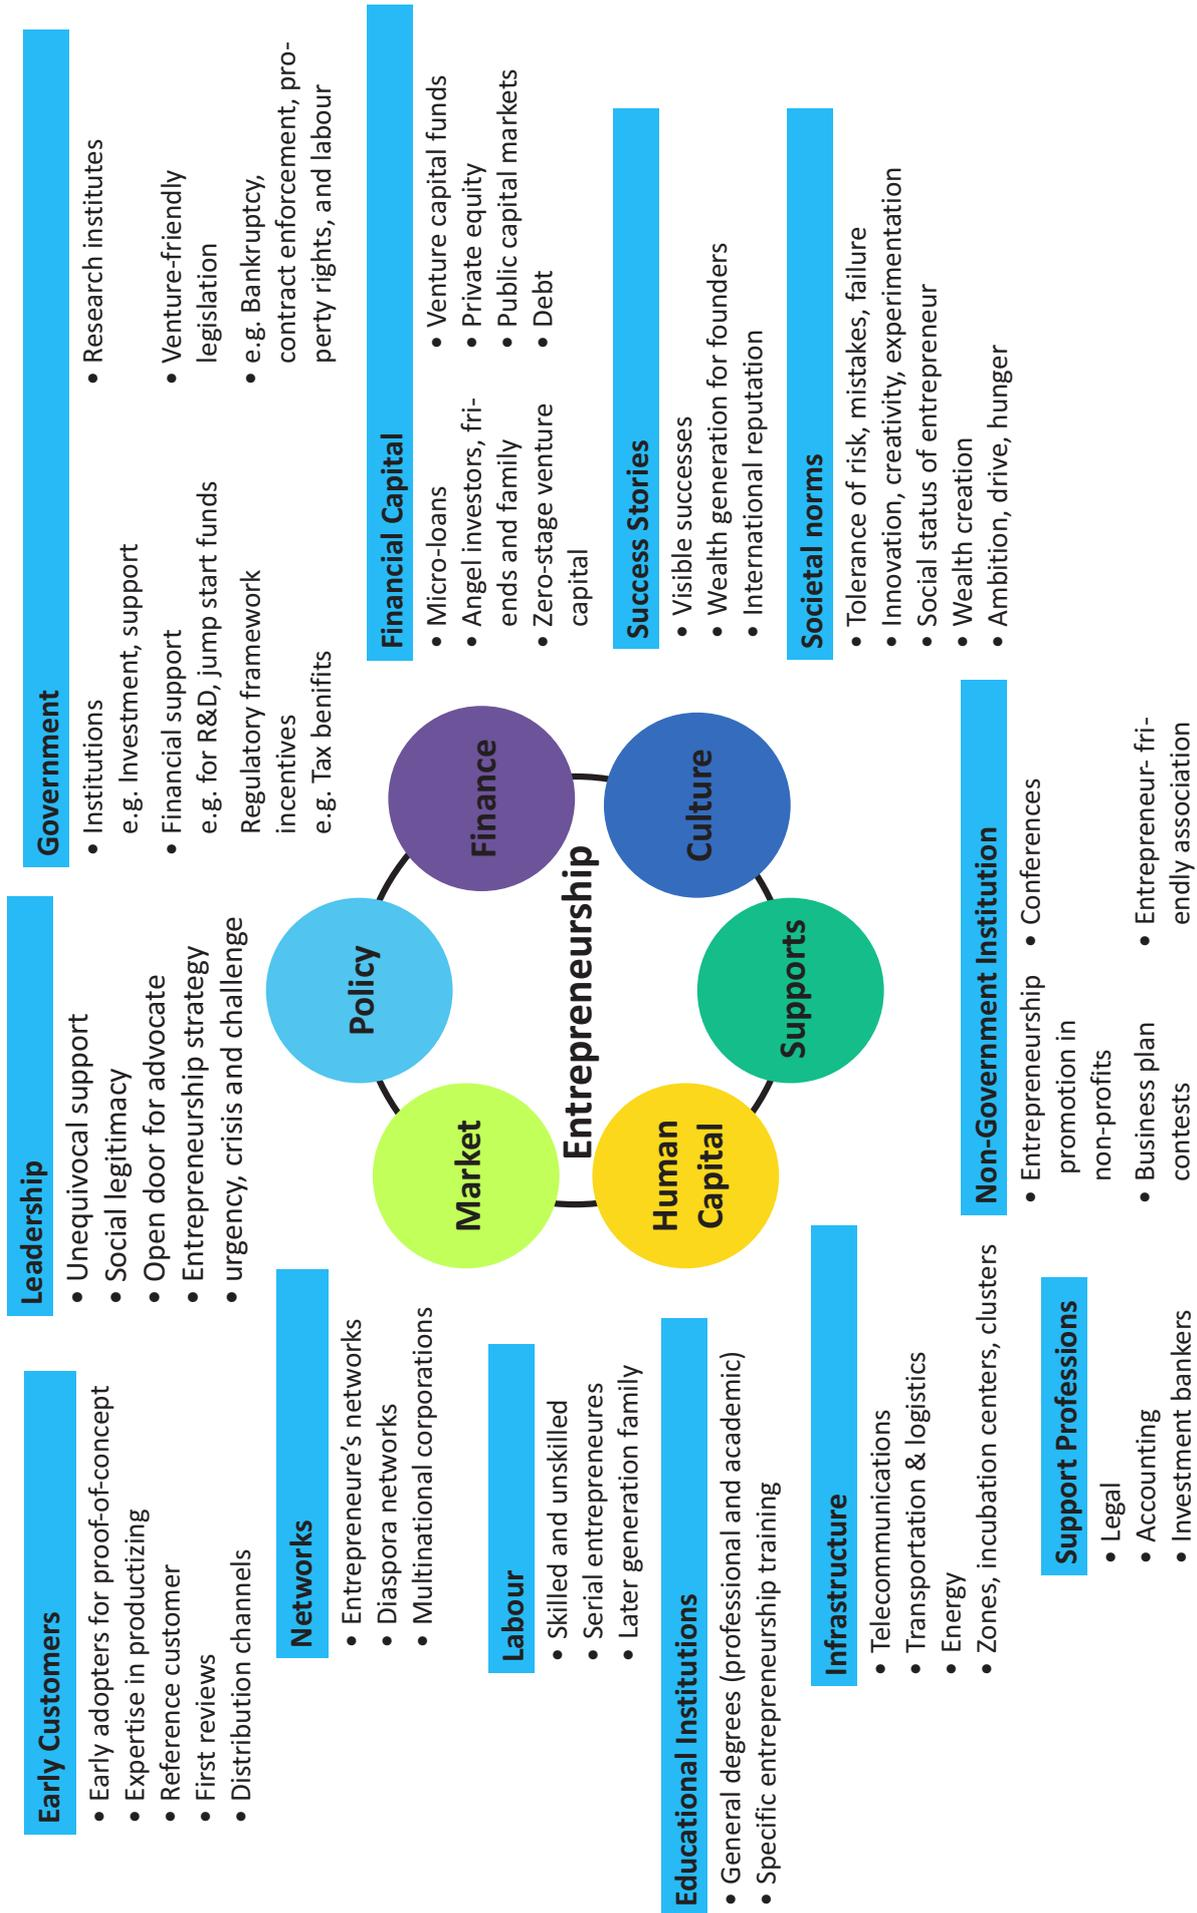 Early Customers
• Early adopters for proof-of-concept
• Expertise in productizing
• Reference customer
• First reviews
• Distribution channels
Leadership
• Unequivocal support
• Social legitimacy
• Open door for advocate
• Entrepreneurship strategy
• urgency, crisis and challenge
Government
• Institutions
e.g. Investment, support
• Financial support
e.g. for R&D, jump start funds
Regulatory framework
incentives
e.g. Tax benifits
• Research institutes
• Venture-friendly
legislation
• e.g. Bankruptcy,
contract enforcement, pro-
perty rights, and labour
Networks
• Entrepreneure’s networks
• Diaspora networks
• Multinational corporations
Labour
• Skilled and unskilled
• Serial entrepreneures
• Later generation family
Educational Institutions
• General degrees (professional and academic)
• Specific entrepreneurship training
Policy
Market
Finance
Entrepreneurship
Human
Capital
Culture
Supports
Financial Capital
• Micro-loans
• Angel investors, fri-
ends and family
• Zero-stage venture
capital
• Venture capital funds
• Private equity
• Public capital markets
• Debt
Success Stories
• Visible successes
• Wealth generation for founders
• International reputation
Societal norms
• Tolerance of risk, mistakes, failure
• Innovation, creativity, experimentation
• Social status of entrepreneur
• Wealth creation
• Ambition, drive, hunger
Infrastructure
• Telecommunications
• Transportation & logistics
• Energy
• Zones, incubation centers, clusters
Support Professions
• Legal
• Accounting
• Investment bankers
Non-Government Institution
• Entrepreneurship
promotion in
non-profits
• Business plan
contests
• Conferences
• Entrepreneur- fri-
endly association